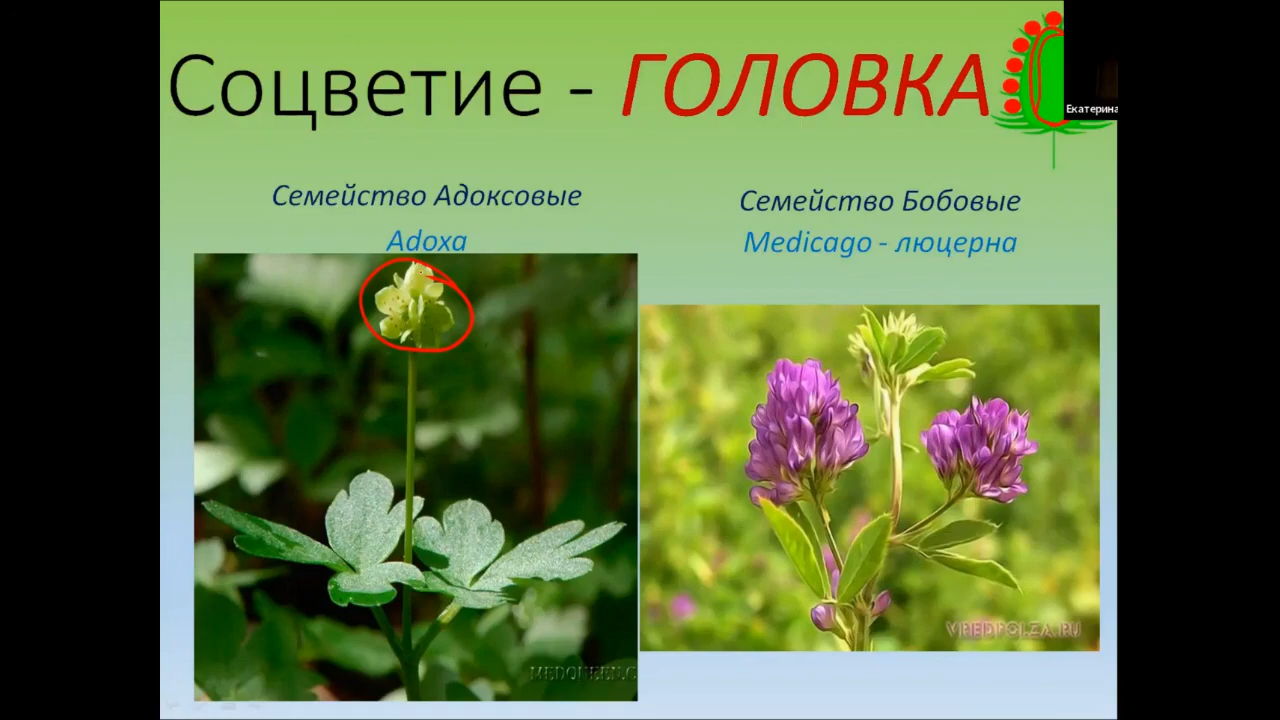 Соцветие - ГОЛОВКА
Екатерина
Семейство Адоксовые
Adoxa
Семейство Бобовые
Medicago - люцерна
VREDPOLZA.RU